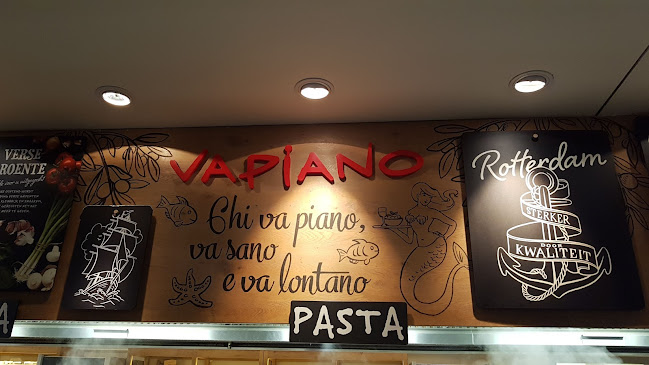 VERSE
GROENTE
VAPIANO
Chi va piano,
va sano
e va lontano
Rotterdam
STERKER
DOOR
KWALITEIT
PASTA
A